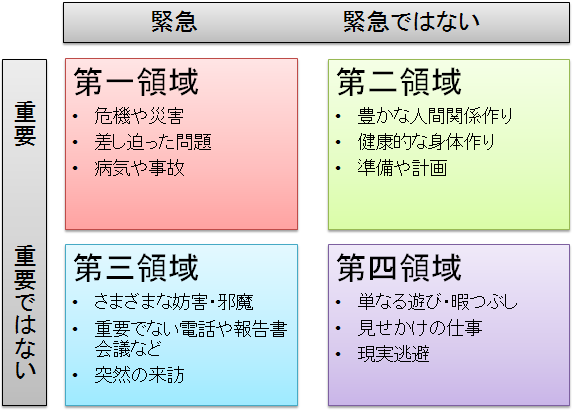 緊急
緊急ではない
重要
第一領域
• 危機や災害
• 差し迫った問題
• 病気や事故
第二領域
• 豊かな人間関係作り
• 健康的な身体作り
• 準備や計画
重要ではない
第三領域
• さまざまな妨害・邪魔
• 重要でない電話や報告書
会議など
• 突然の来訪
第四領域
• 単なる遊び・暇つぶし
• 見せかけの仕事
• 現実逃避